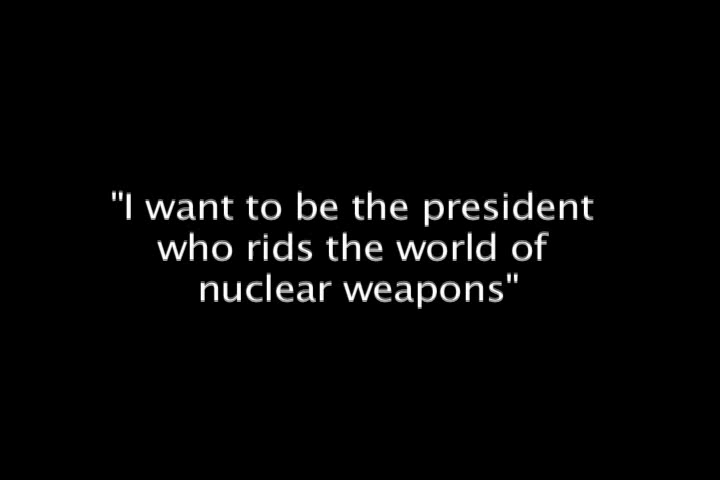 "I want to be the president
who rids the world of
nuclear weapons"